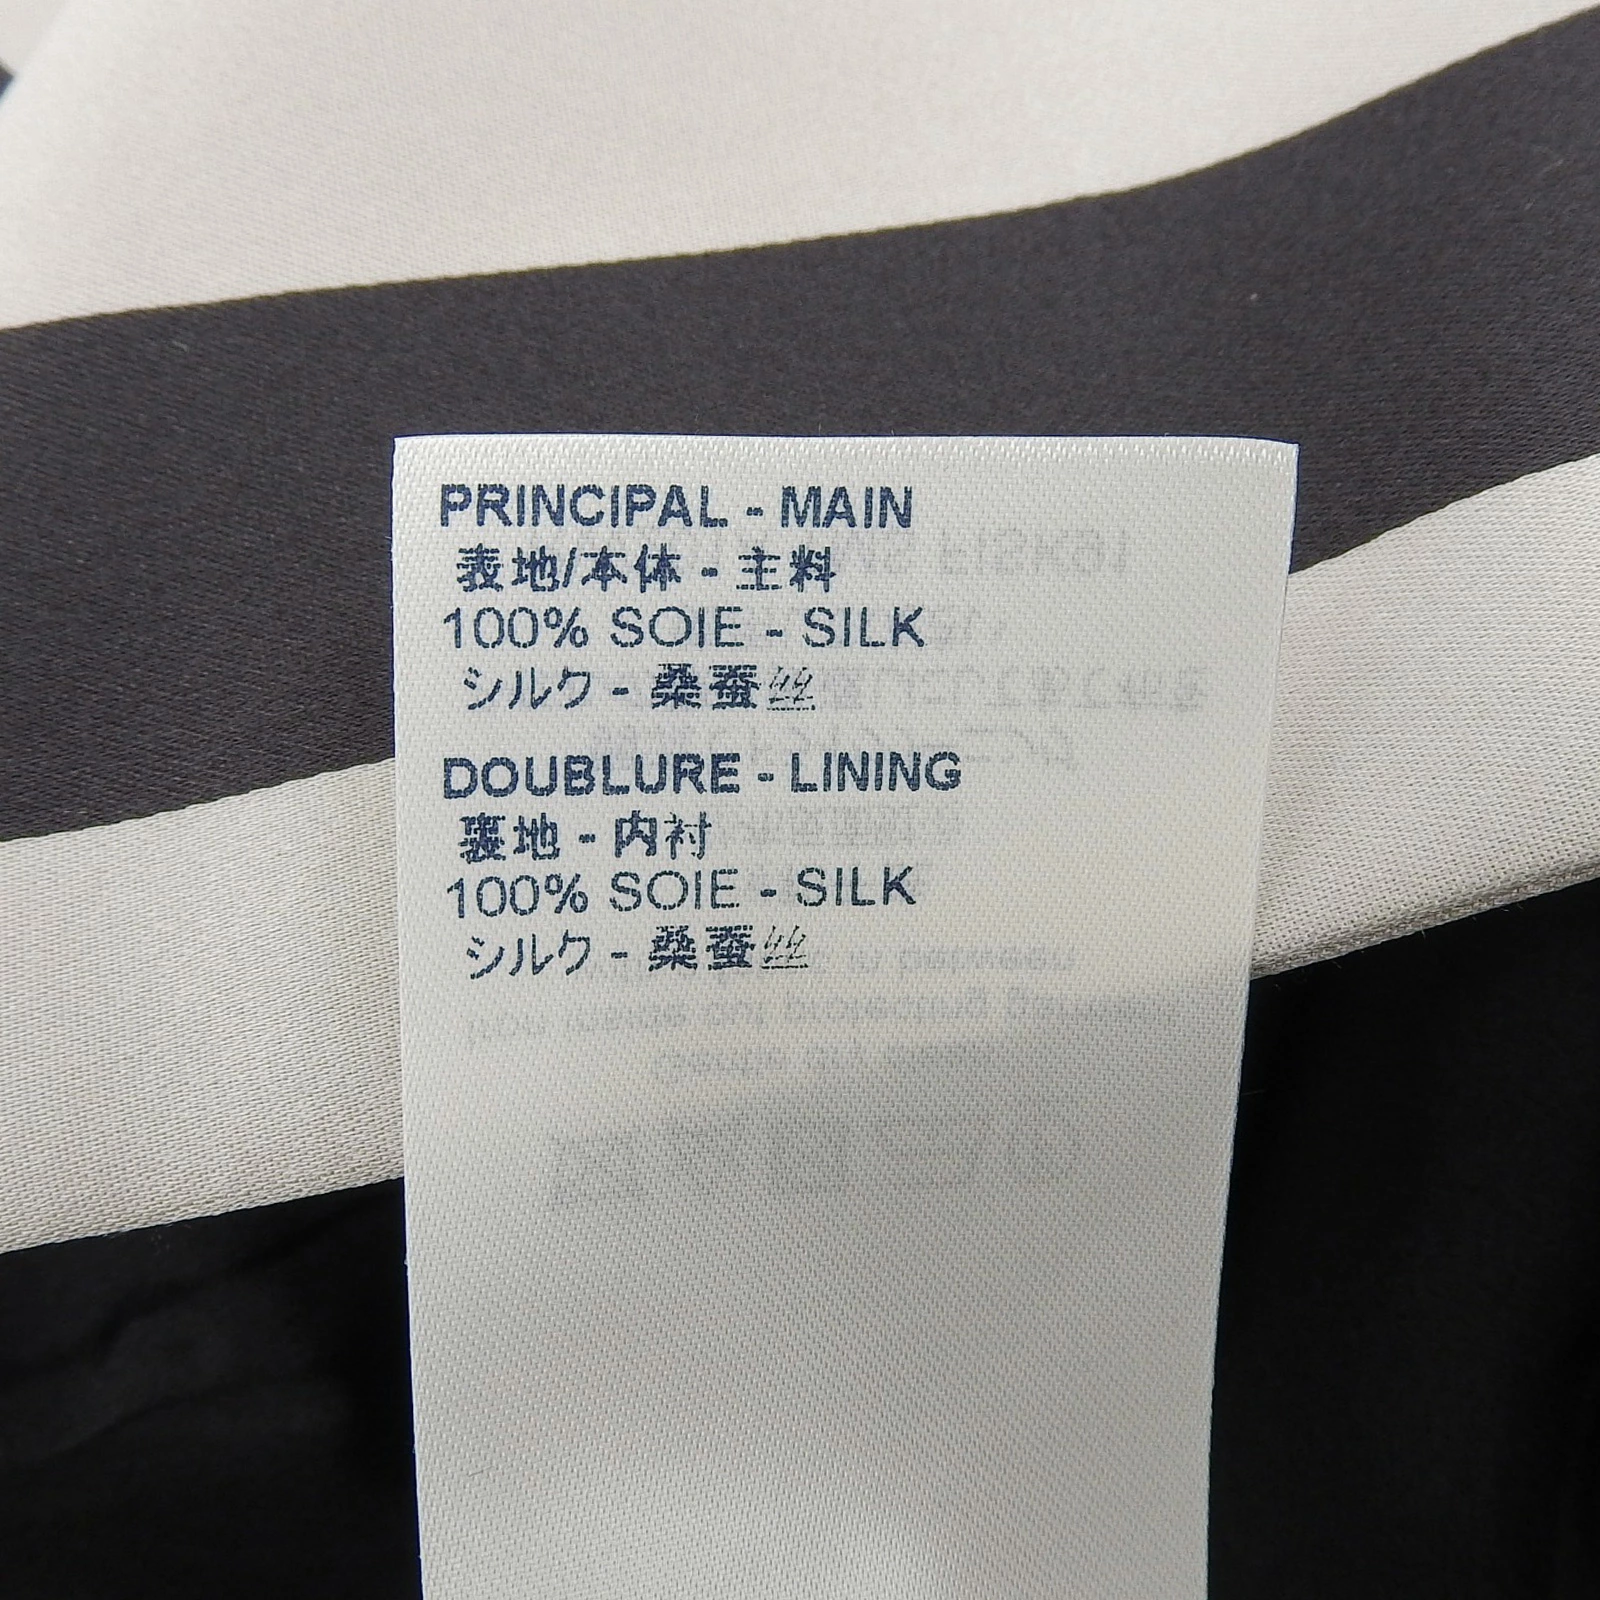 PRINCIPAL - MAIN
表地/本体 - 主料
100% SOIE - SILK
シルク - 桑蚕丝
DOUBLURE - LINING
裏地 - 内衬
100% SOIE - SILK
シルク - 桑蚕丝